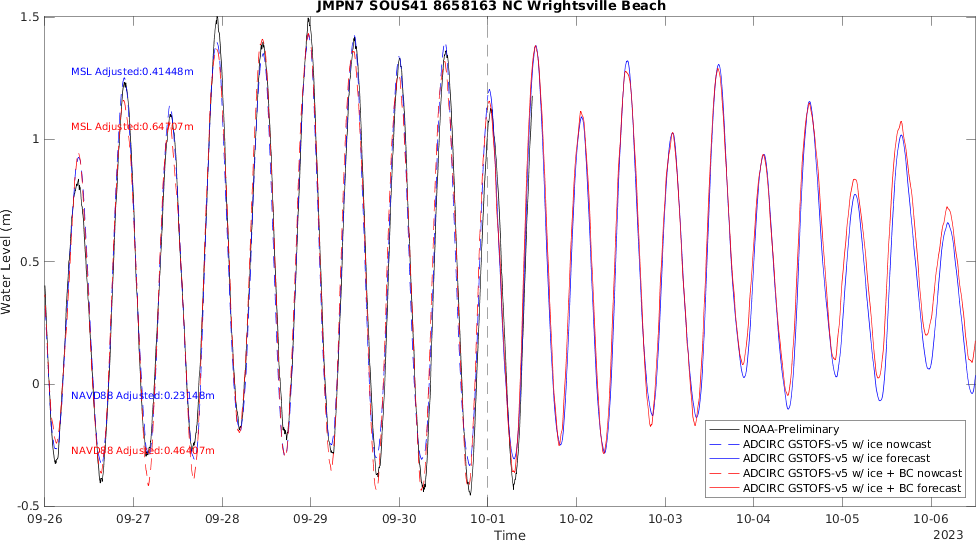 JMPN7 SOUS41 8658163 NC Wrightsville Beach
1.5
1
0.5
0
-0.5
Water Level (m)
MSL Adjusted:0.41448m
MSL Adjusted:0.64707m
NAVD88 Adjusted:0.23148m
NAVD88 Adjusted:0.46407m
NOAA-Preliminary
ADCIRC GSTOFS-v5 w/ ice nowcast
ADCIRC GSTOFS-v5 w/ ice forecast
ADCIRC GSTOFS-v5 w/ ice + BC nowcast
ADCIRC GSTOFS-v5 w/ ice + BC forecast
09-26 09-27 09-28 09-29 09-30 10-01 10-02 10-03 10-04 10-05 10-06
Time
2023